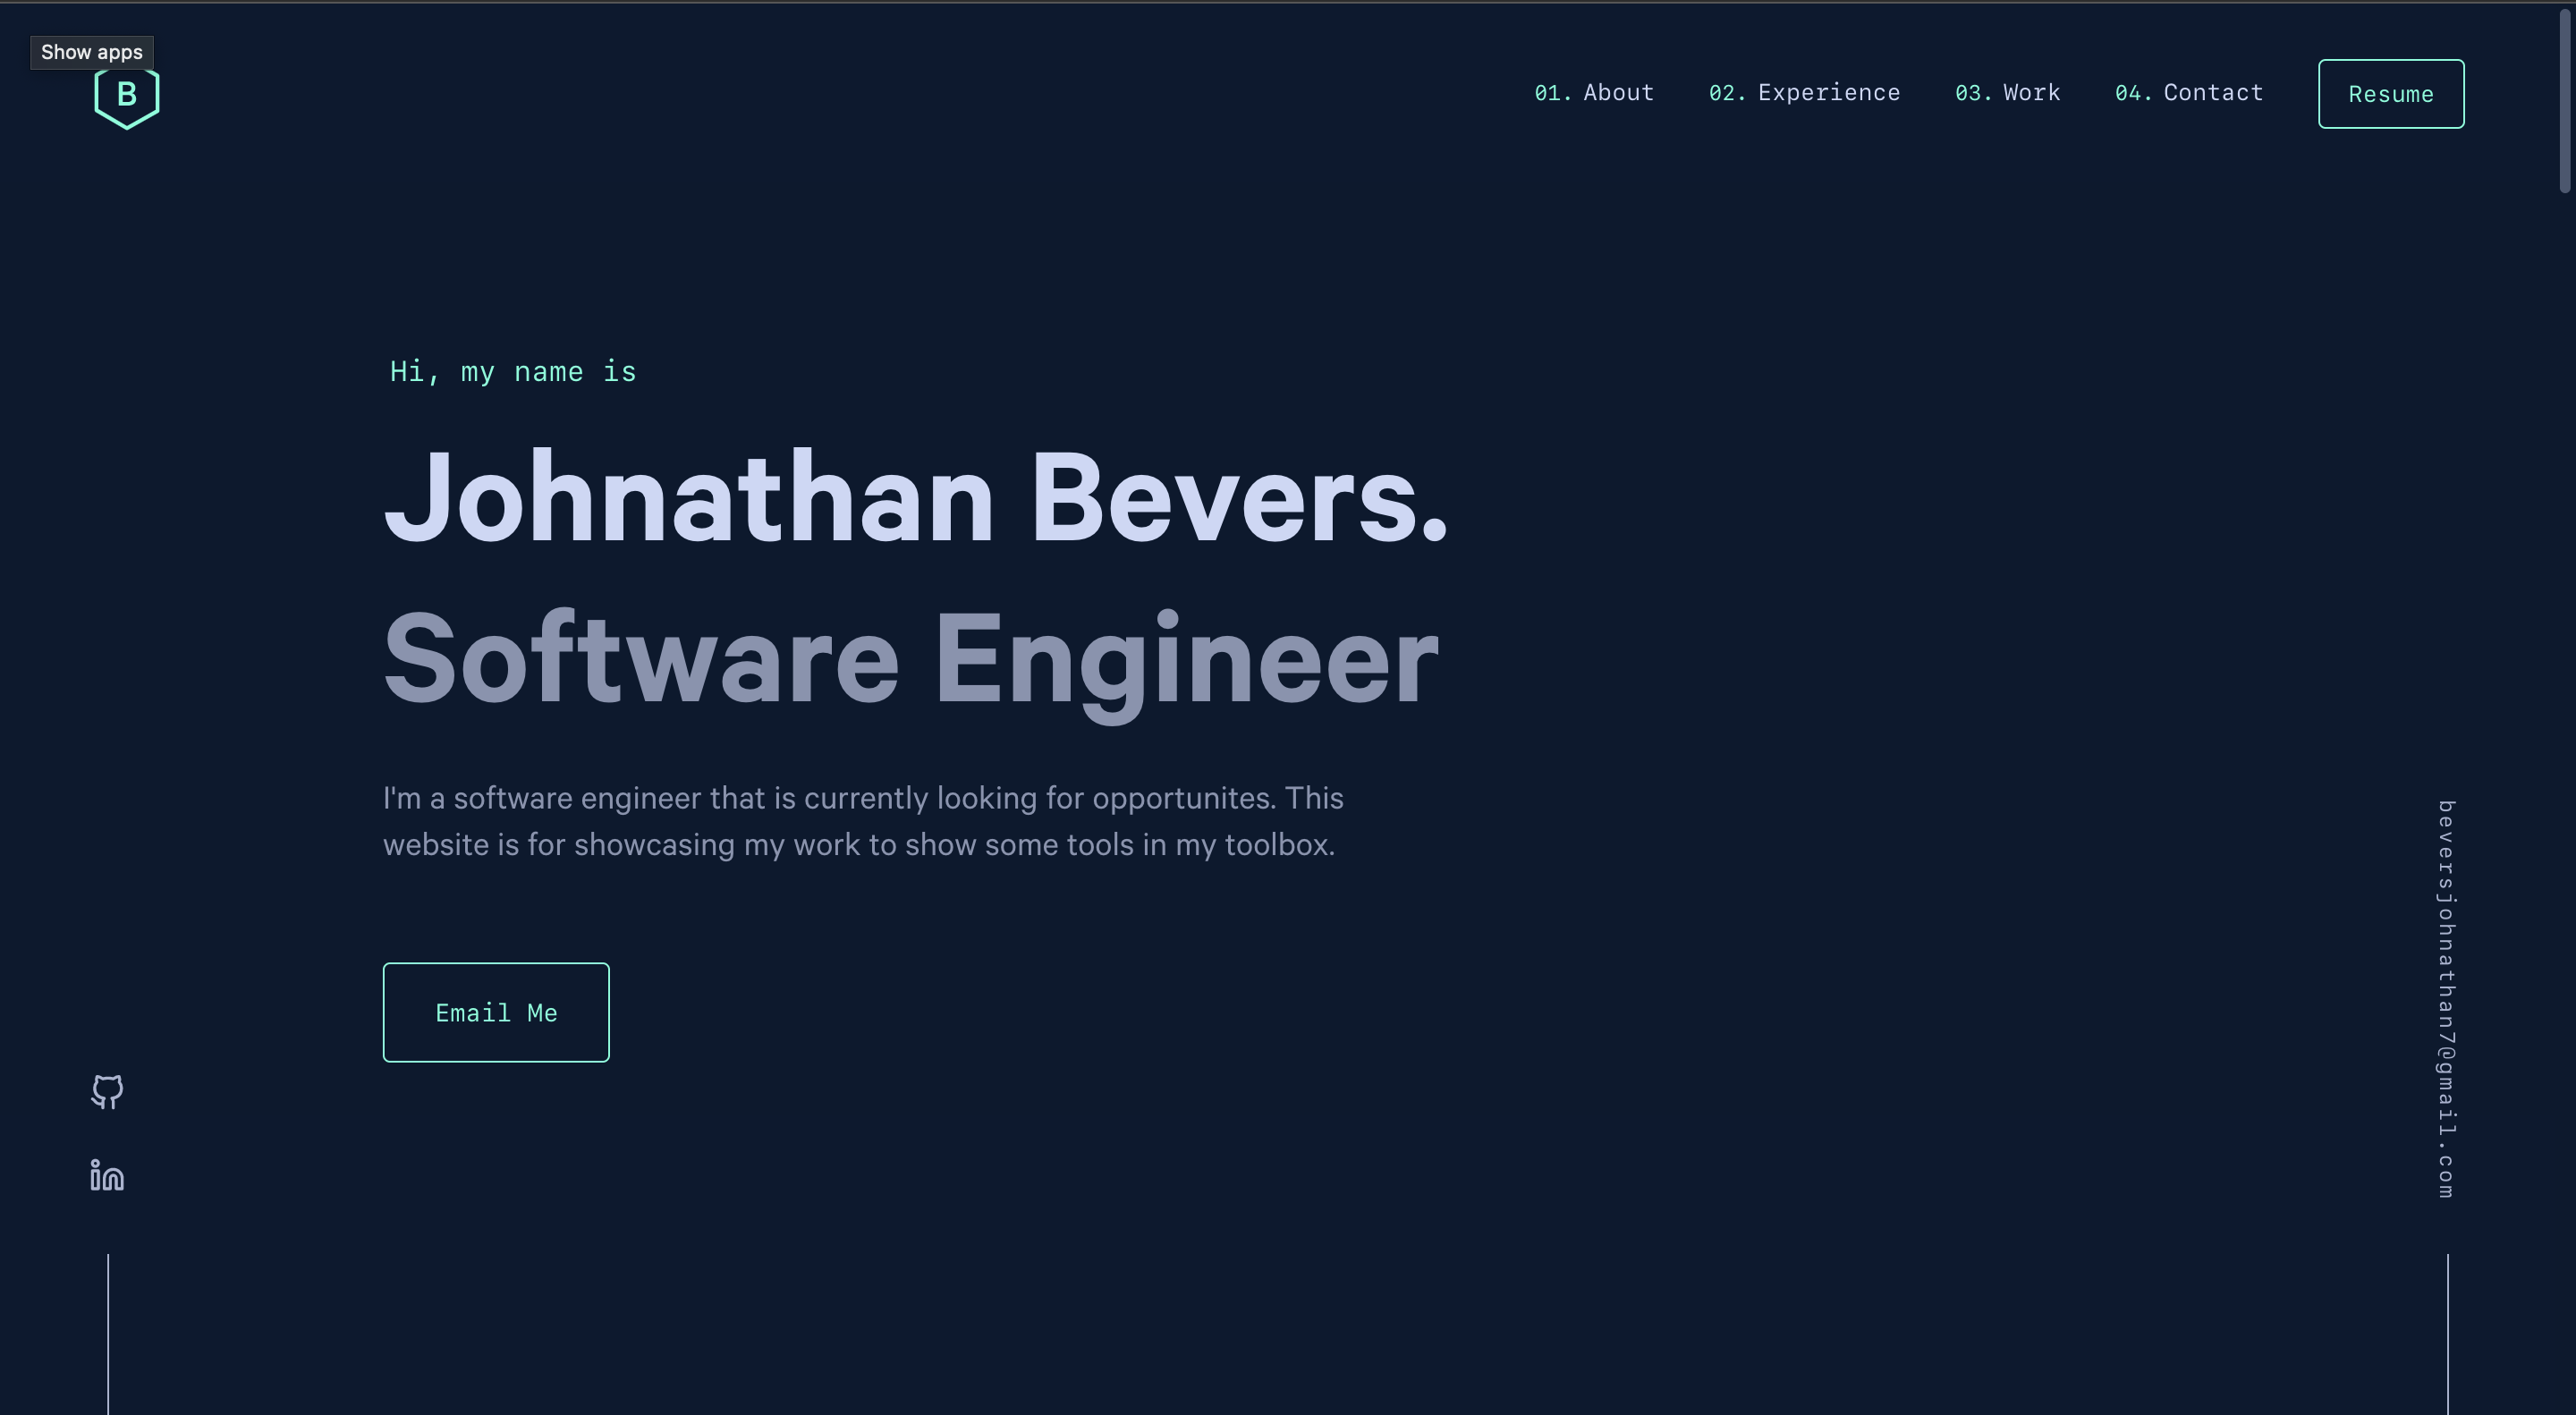 Show apps
B
01. About 02. Experience 03. Work 04. Contact Resume
Hi, my name is
Johnathan Bevers.
Software Engineer
I'm a software engineer that is currently looking for opportunites. This
website is for showcasing my work to show some tools in my toolbox.
Email Me
in
beversjohnathan7@gmail.com